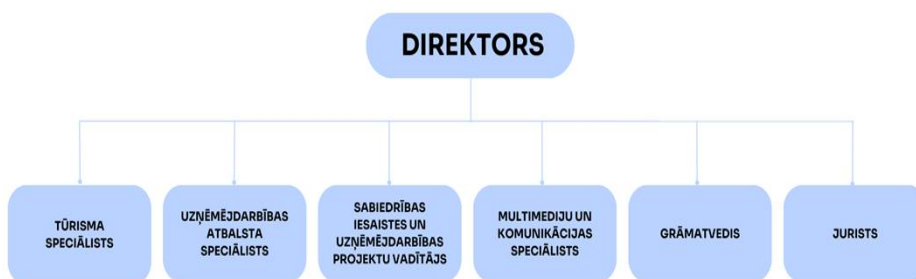 DIREKTORS
TŪRISMA
SPECIĀLISTS
UZŅĒMĒJDARBĪBAS
ATBALSTA
SPECIĀLISTS
SABIEDRĪBAS
IESAISTES UN
UZŅĒMĒJDARBĪBAS
PROJEKTU VADĪTĀJS
MULTIMEDIJU UN
KOMUNIKĀCIJAS
SPECIĀLISTS
GRĀMATVEDIS
JURISTS